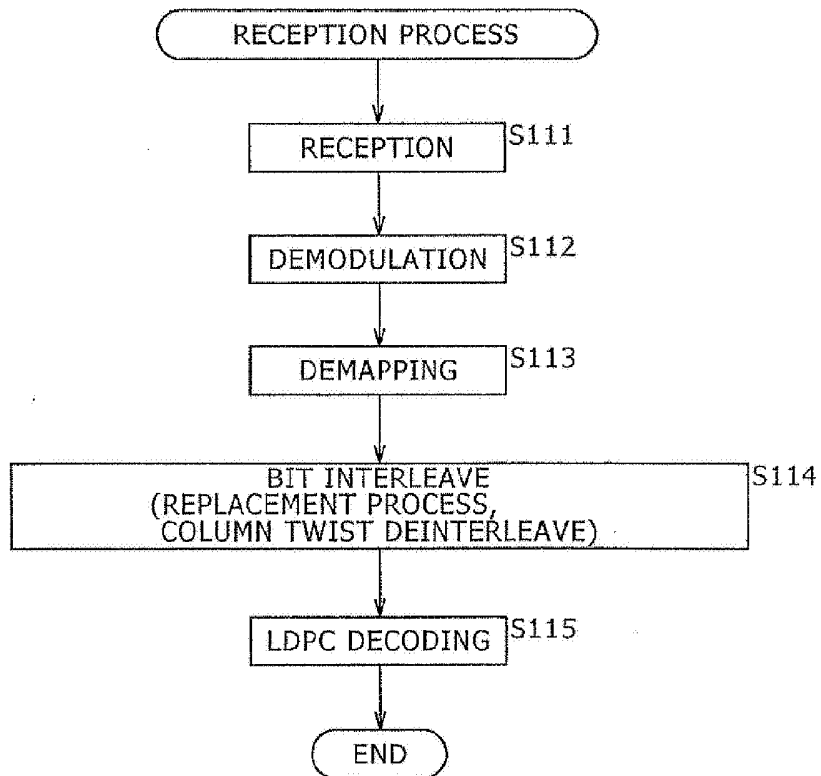 RECEPTION PROCESS
RECEPTION
S111
DEMODULATION
S112
DEMAPPING
S113
BIT INTERLEAVE
(REPLACEMENT PROCESS,
COLUMN TWIST DEINTERLEAVE)
S114
LDPC DECODING
S115
END